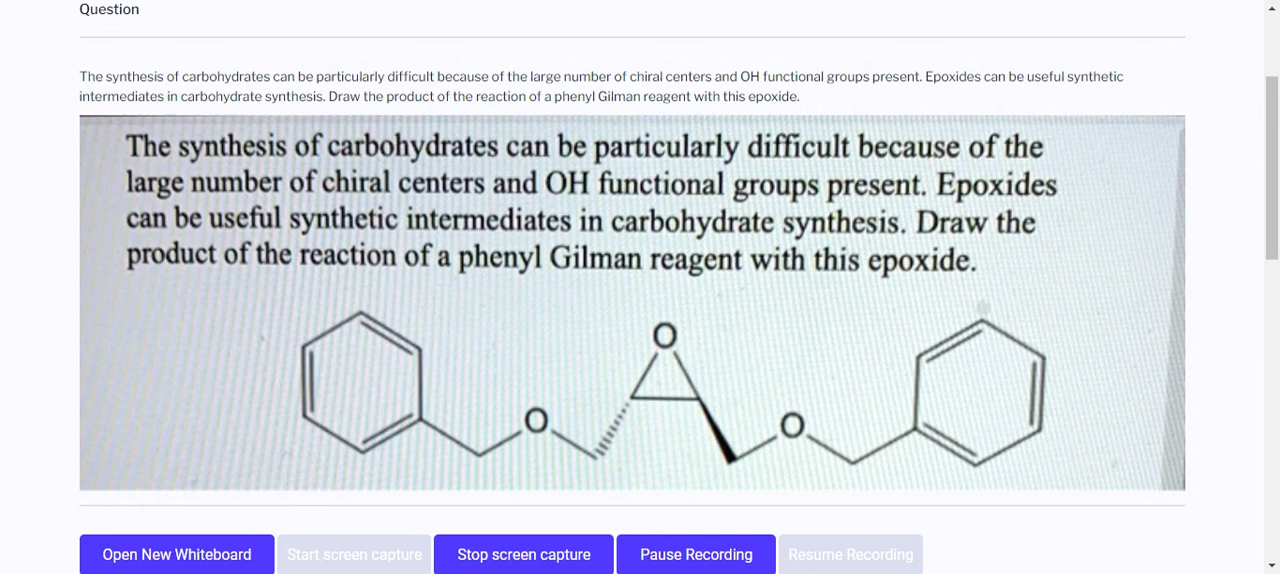 Question
The synthesis of carbohydrates can be particularly difficult because of the large number of chiral centers and OH functional groups present. Epoxides can be useful synthetic
intermediates in carbohydrate synthesis. Draw the product of the reaction of a phenyl Gilman reagent with this epoxide.
The synthesis of carbohydrates can be particularly difficult because of the
large number of chiral centers and OH functional groups present. Epoxides
can be useful synthetic intermediates in carbohydrate synthesis. Draw the
product of the reaction of a phenyl Gilman reagent with this epoxide.
O
O
O
Open New Whiteboard
Start screen capture
Stop screen capture
Pause Recording
Resume Recording